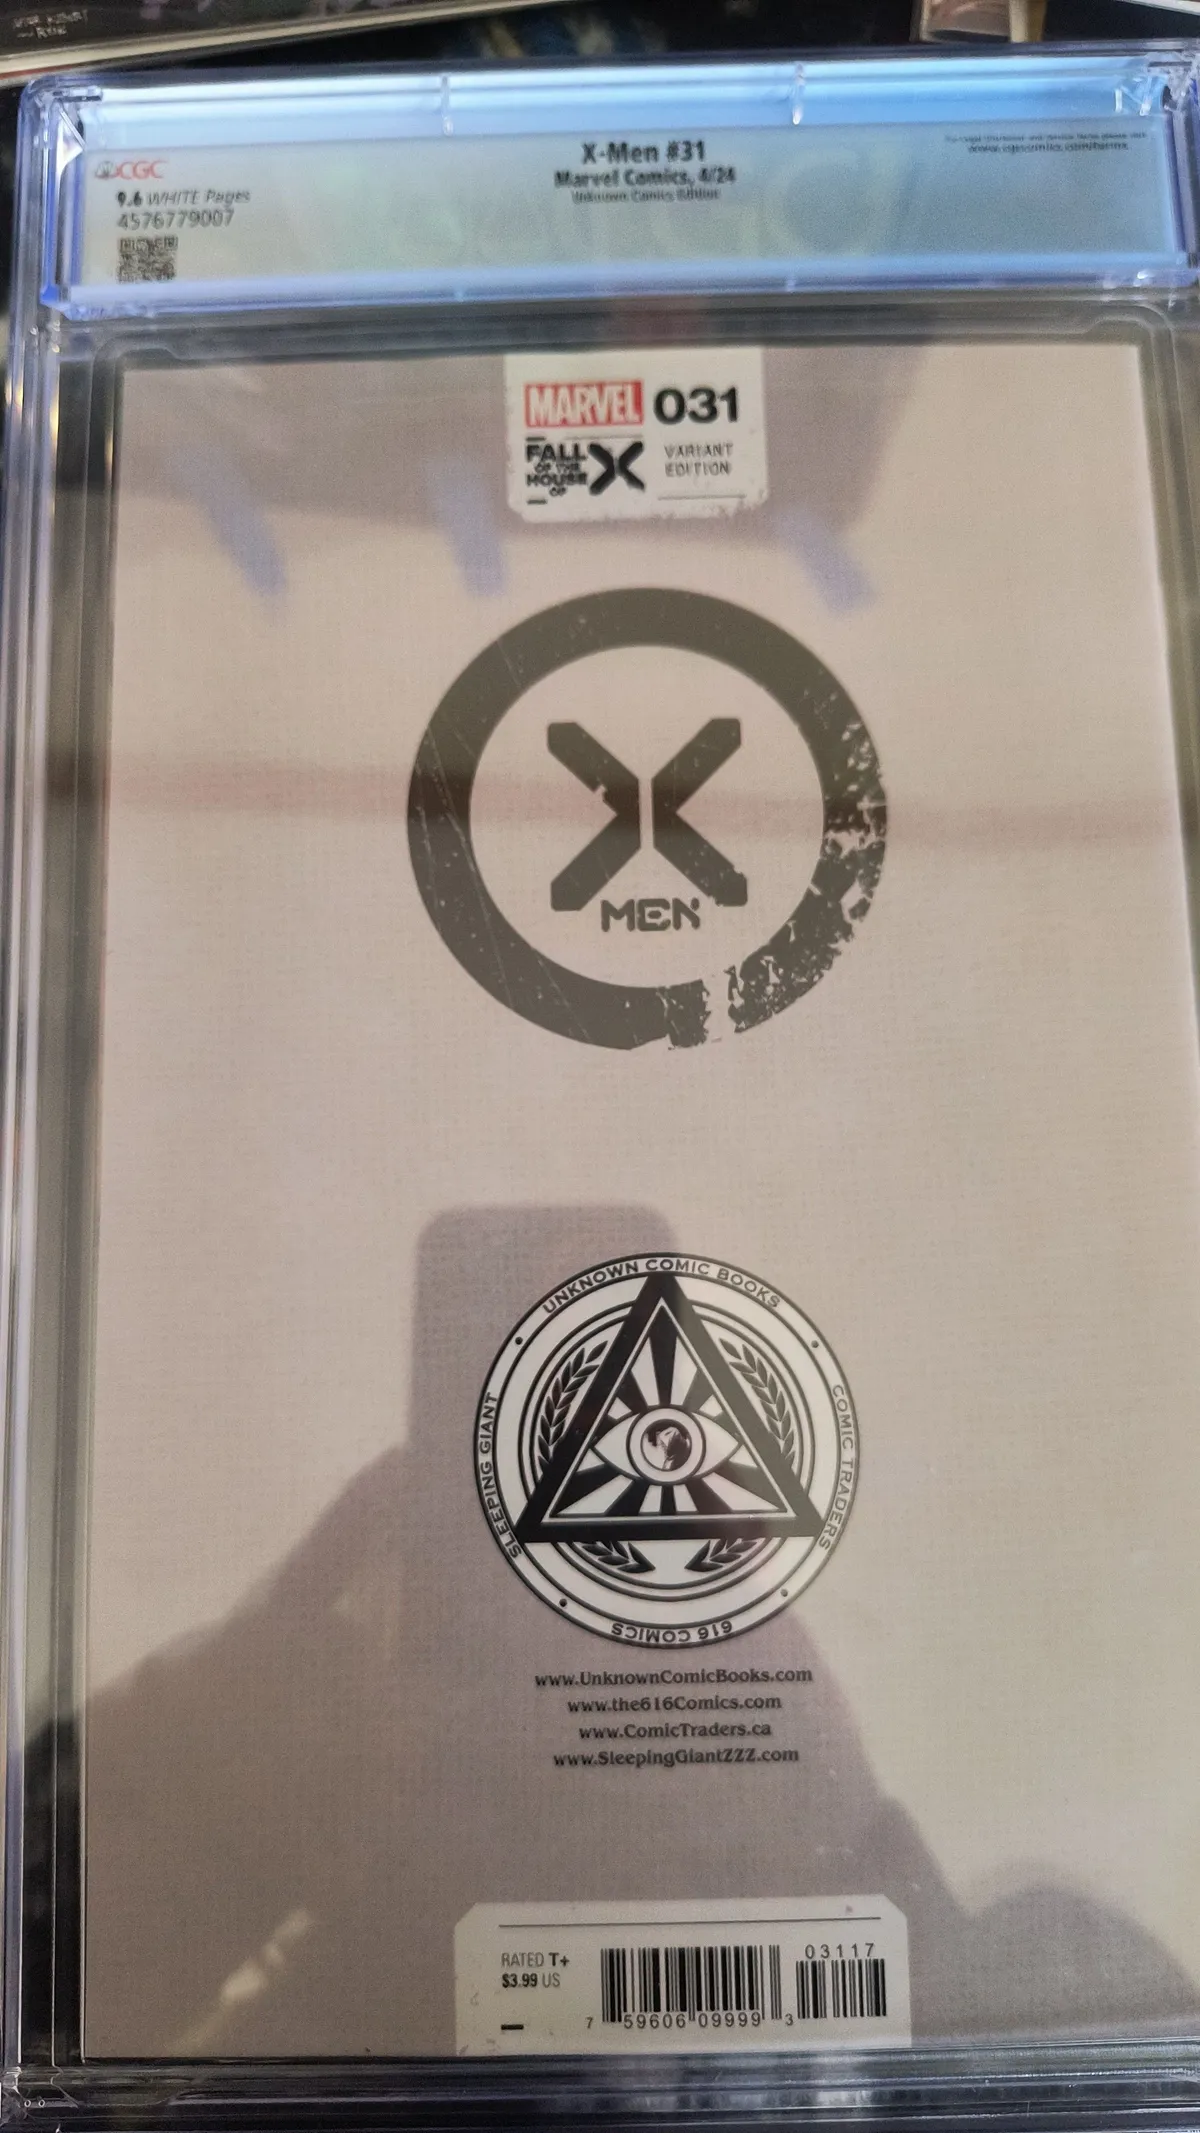 CGC
9.6 WHITE Pages
4576779007
X-Men #31
Marvel Comics, 4/24
Unknown Comics Edition
MARVEL 031
FALL
OF THE
HOUSE
OF
X
VARIANT
EDITION
X
MEN
UNKNOWN COMIC BOOKS
SLEEPING GIANT
COMIC TRADERS
616 COMICS
www.UnknownComicBooks.com
www.the616Comics.com
www.ComicTraders.ca
www.SleepingGiantZZZ.com
RATED T+
$3.99 US
03117
7 59606 09999 3